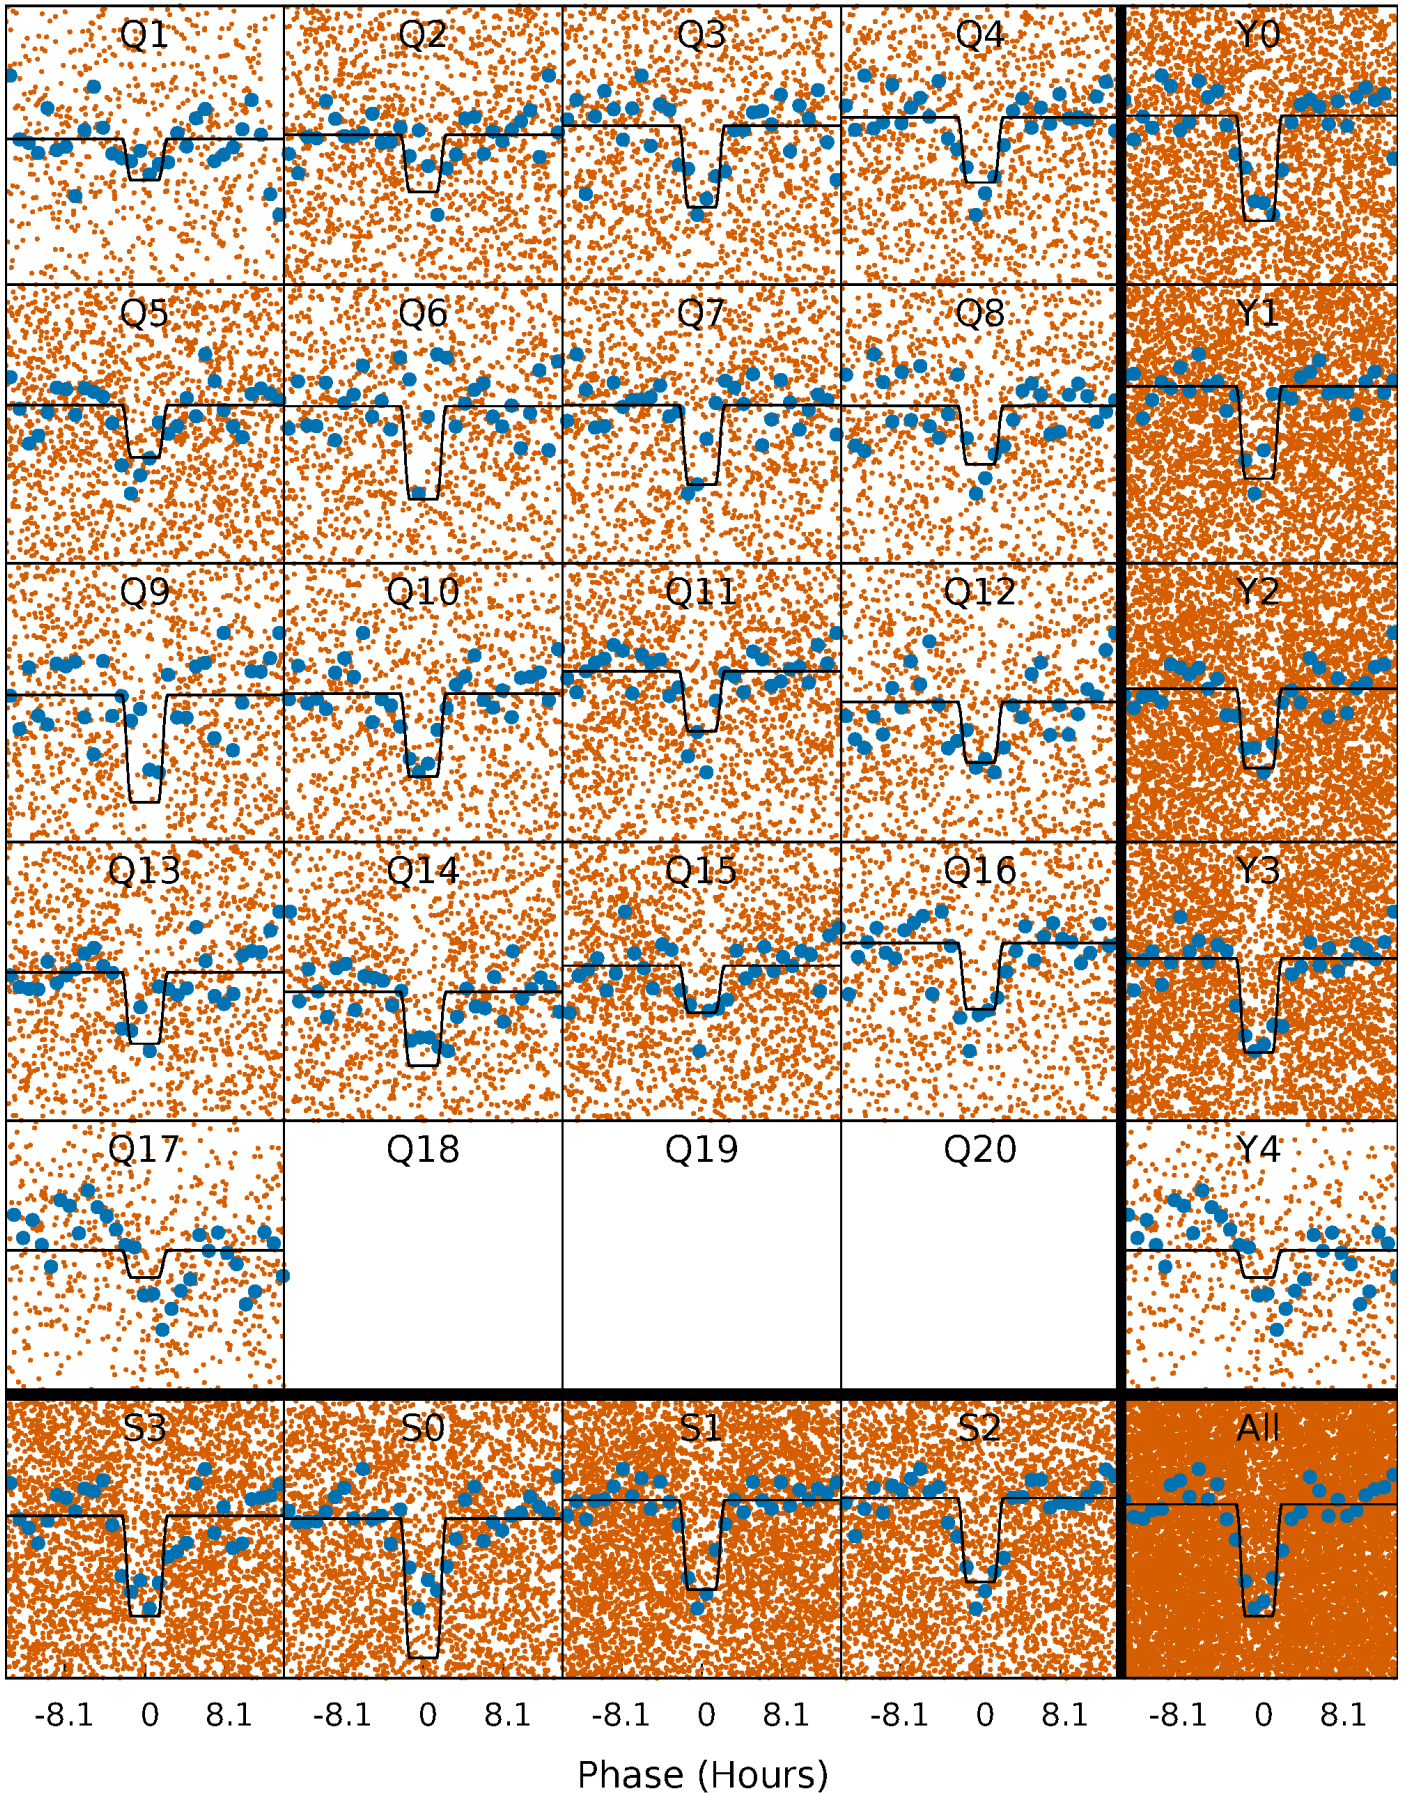 Q1 Q2 Q3 Q4 Y0
Q5 Q6 Q7 Q8 Y1
Q9 Q10 Q11 Q12 Y2
Q13 Q14 Q15 Q16 Y3
Q17 Q18 Q19 Q20 Y4
S3 S0 S1 S2 All
-8.1 0 8.1 -8.1 0 8.1 -8.1 0 8.1 -8.1 0 8.1 -8.1 0 8.1
Phase (Hours)